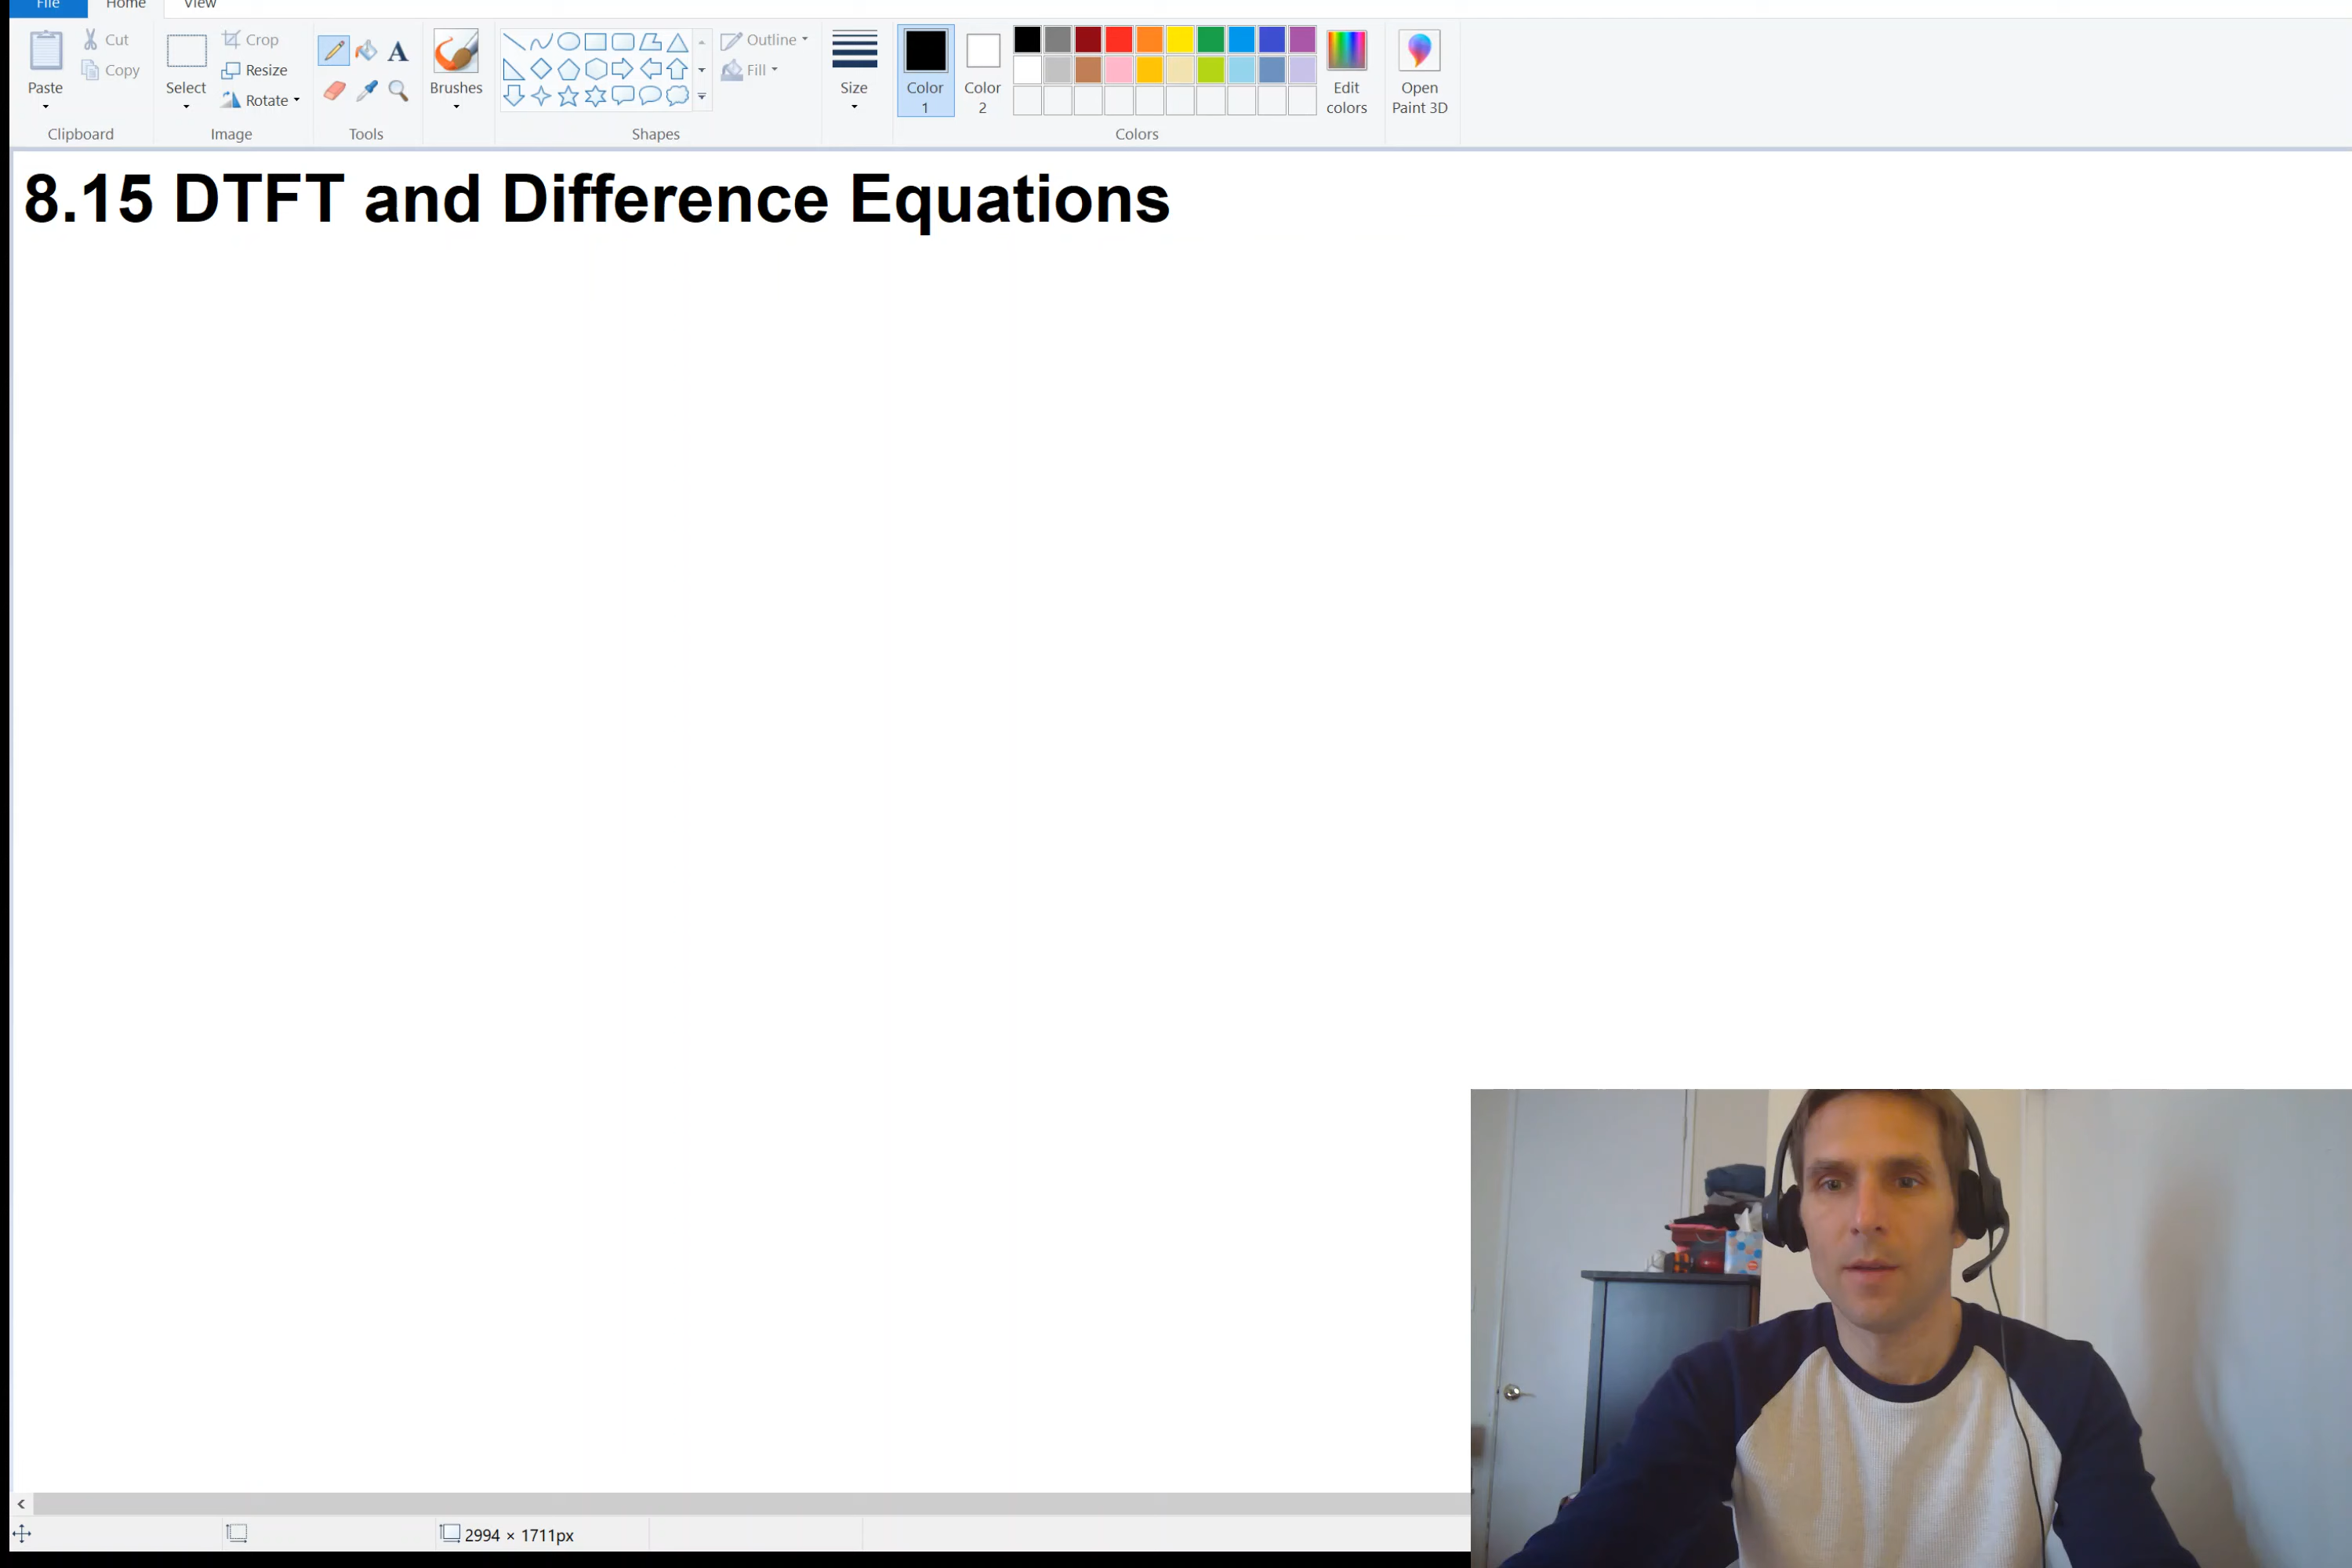 File Home View
Paste Cut Copy Select Crop Resize Rotate A Brushes Outline Fill Size Color 1 Color 2 Edit colors Open Paint 3D
Clipboard Image Tools Shapes Colors
8.15 DTFT and Difference Equations
2994 × 1711px